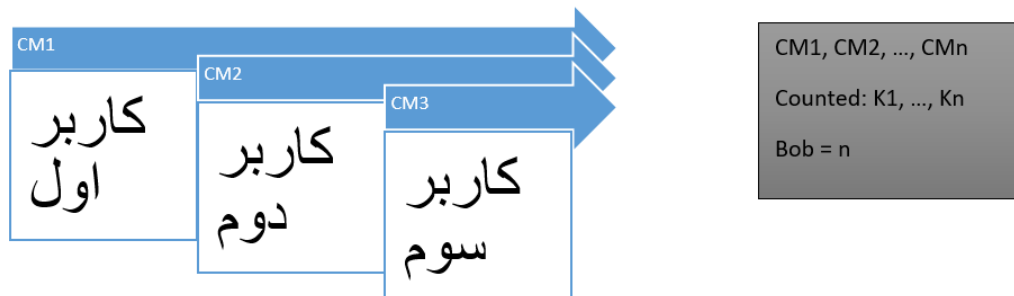 CM1
کاربر
اول
CM2
کاربر
دوم
CM3
کاربر
سوم
CM1, CM2, ..., CMn
Counted: K1, ..., Kn
Bob = n